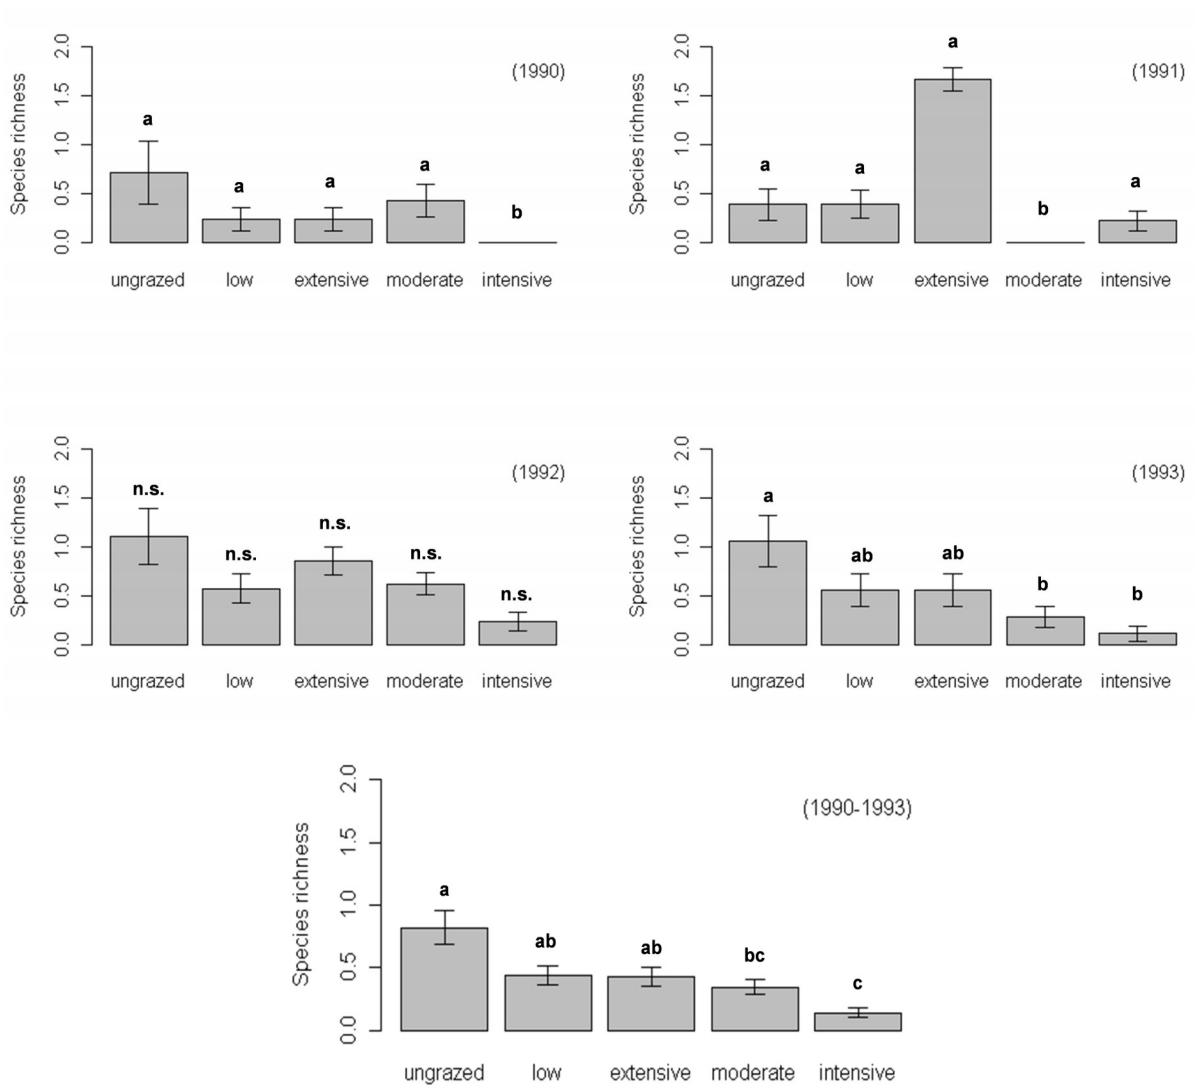 Species richness
2.0
1.5
1.0
0.5
0.0
(1990)
a
a
a
a
b
ungrazed low extensive moderate intensive
Species richness
2.0
1.5
1.0
0.5
0.0
(1991)
a
a
a
b
a
ungrazed low extensive moderate intensive
Species richness
2.0
1.5
1.0
0.5
0.0
(1992)
n.s.
n.s.
n.s.
n.s.
n.s.
ungrazed low extensive moderate intensive
Species richness
2.0
1.5
1.0
0.5
0.0
(1993)
a
ab
ab
b
b
ungrazed low extensive moderate intensive
Species richness
2.0
1.5
1.0
0.5
0.0
(1990-1993)
a
ab
ab
bc
c
ungrazed low extensive moderate intensive